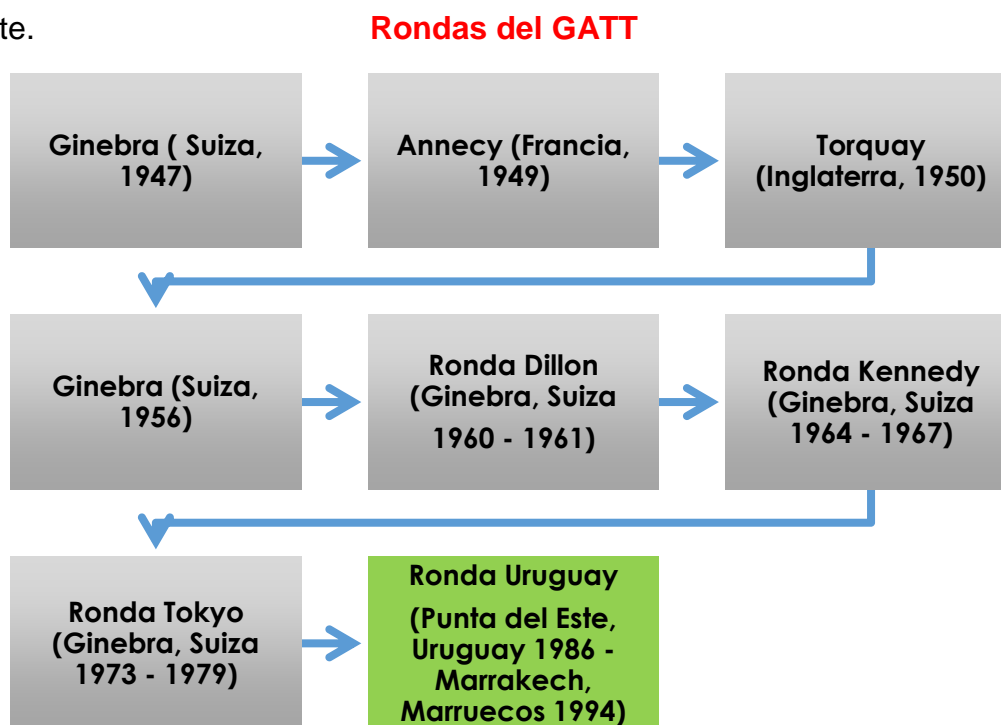 te.
Rondas del GATT
Ginebra ( Suiza,
1947)
Annecy (Francia,
1949)
Torquay
(Inglaterra, 1950)
Ginebra (Suiza,
1956)
Ronda Dillon
(Ginebra, Suiza
1960 - 1961)
Ronda Kennedy
(Ginebra, Suiza
1964 - 1967)
Ronda Tokyo
(Ginebra, Suiza
1973 - 1979)
Ronda Uruguay
(Punta del Este,
Uruguay 1986 -
Marrakech,
Marruecos 1994)